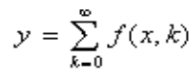 y = ∑_{k=0}^{∞} f(x, k)